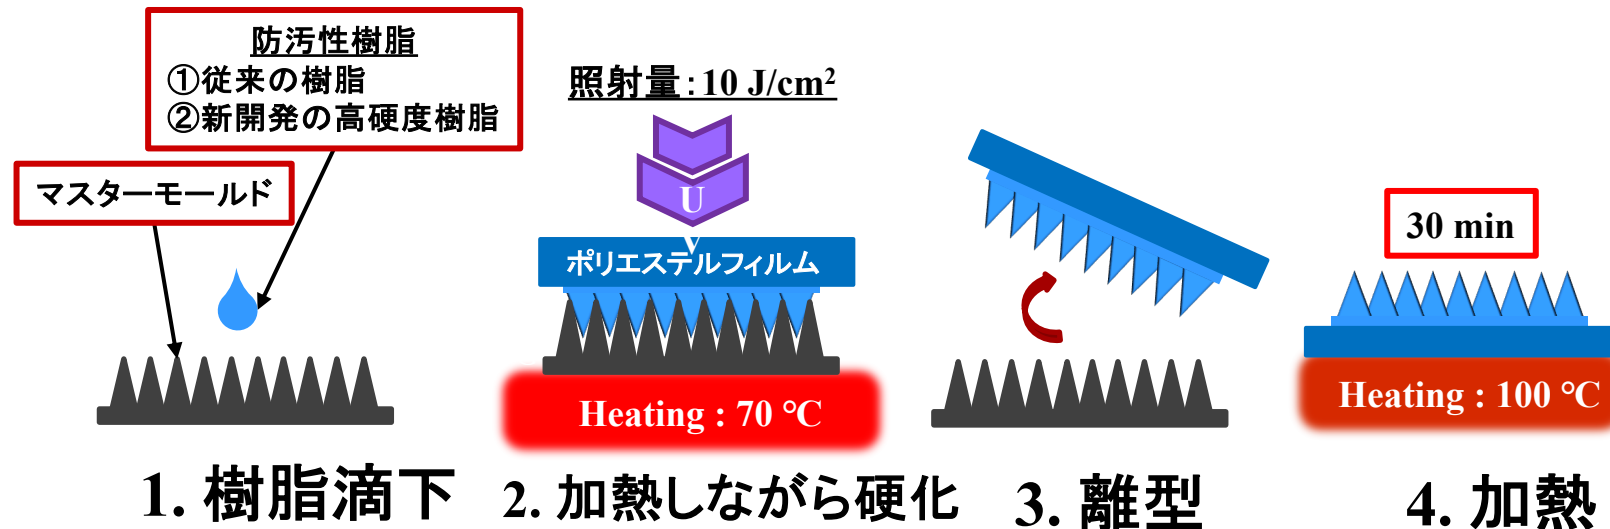 防汚性樹脂
①従来の樹脂
②新開発の高硬度樹脂
マスターモールド
1. 樹脂滴下
照射量：10 J/cm²
U
V
ポリエステルフィルム
Heating : 70 ℃
2. 加熱しながら硬化
3. 離型
30 min
Heating : 100 ℃
4. 加熱